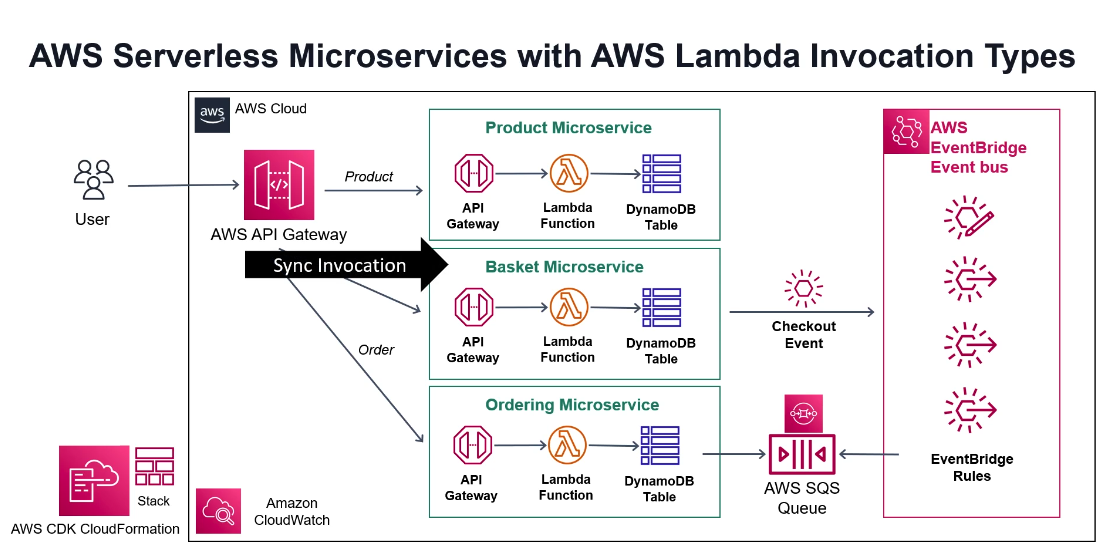 AWS Serverless Microservices with AWS Lambda Invocation Types
aws
AWS Cloud
User
AWS API Gateway
Product
Sync Invocation
Order
Product Microservice
API
Gateway
Lambda
Function
DynamoDB
Table
Basket Microservice
API
Gateway
Lambda
Function
DynamoDB
Table
Ordering Microservice
API
Gateway
Lambda
Function
DynamoDB
Table
Checkout
Event
AWS SQS
Queue
AWS
EventBridge
Event bus
EventBridge
Rules
Stack
AWS CDK CloudFormation
Amazon
CloudWatch